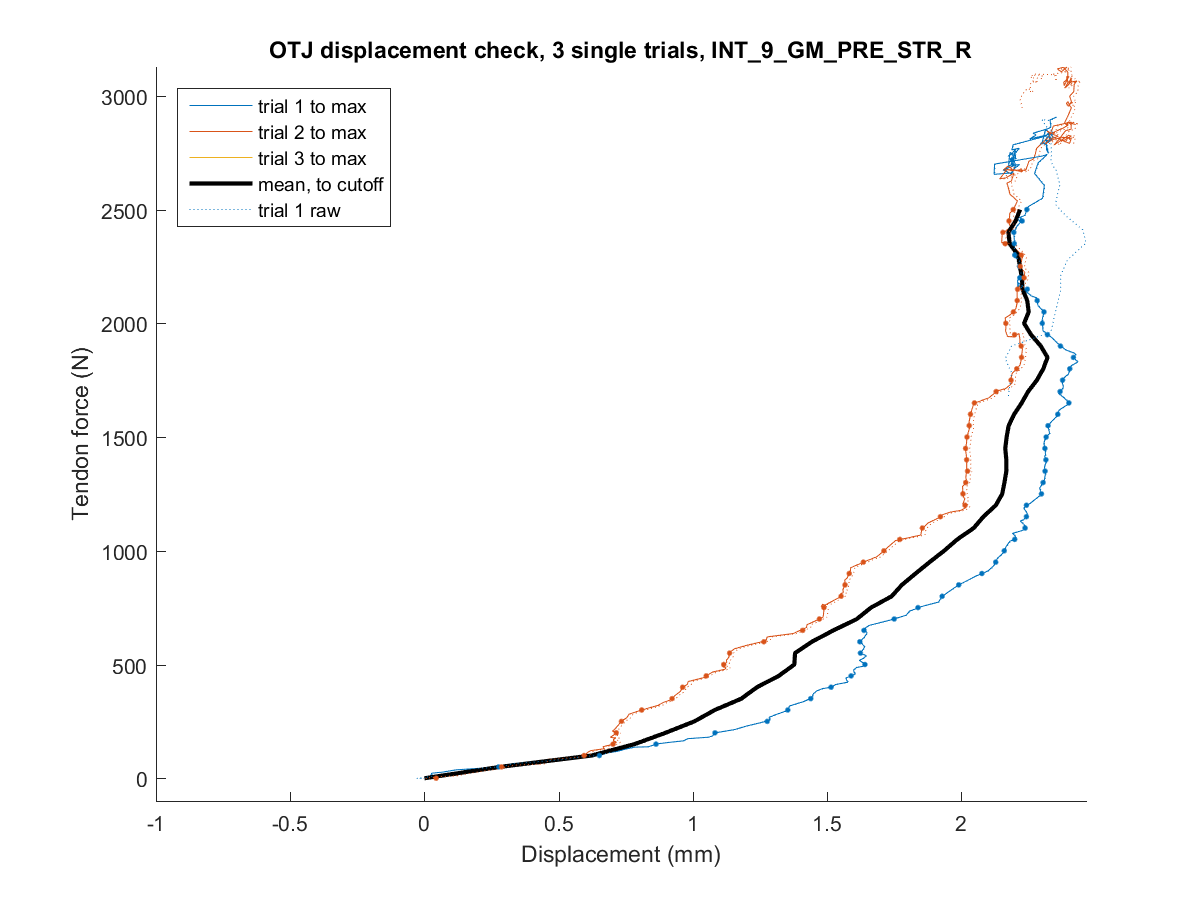 OTJ displacement check, 3 single trials, INT_9_GM_PRE_STR_R
trial 1 to max
trial 2 to max
trial 3 to max
mean, to cutoff
trial 1 raw
3000
2500
2000
1500
1000
500
0
Tendon force (N)
-1
-0.5
0
0.5
1
1.5
2
Displacement (mm)